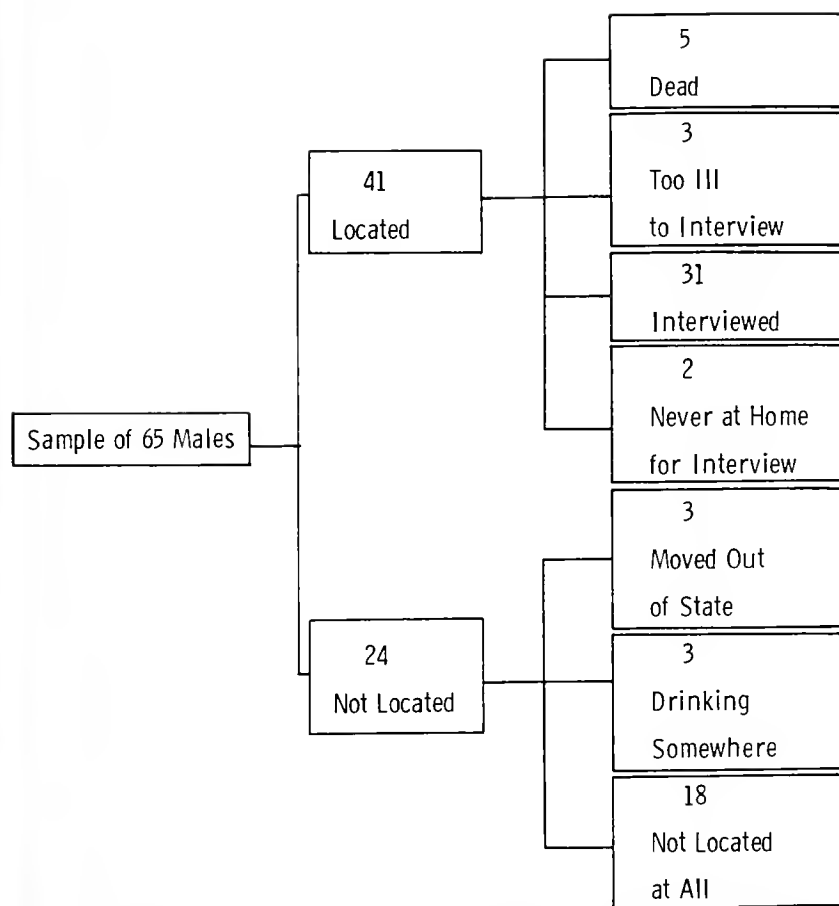 Sample of 65 Males
41
Located
5
Dead
3
Too Ill
to Interview
31
Interviewed
2
Never at Home
for Interview
24
Not Located
3
Moved Out
of State
3
Drinking
Somewhere
18
Not Located
at All